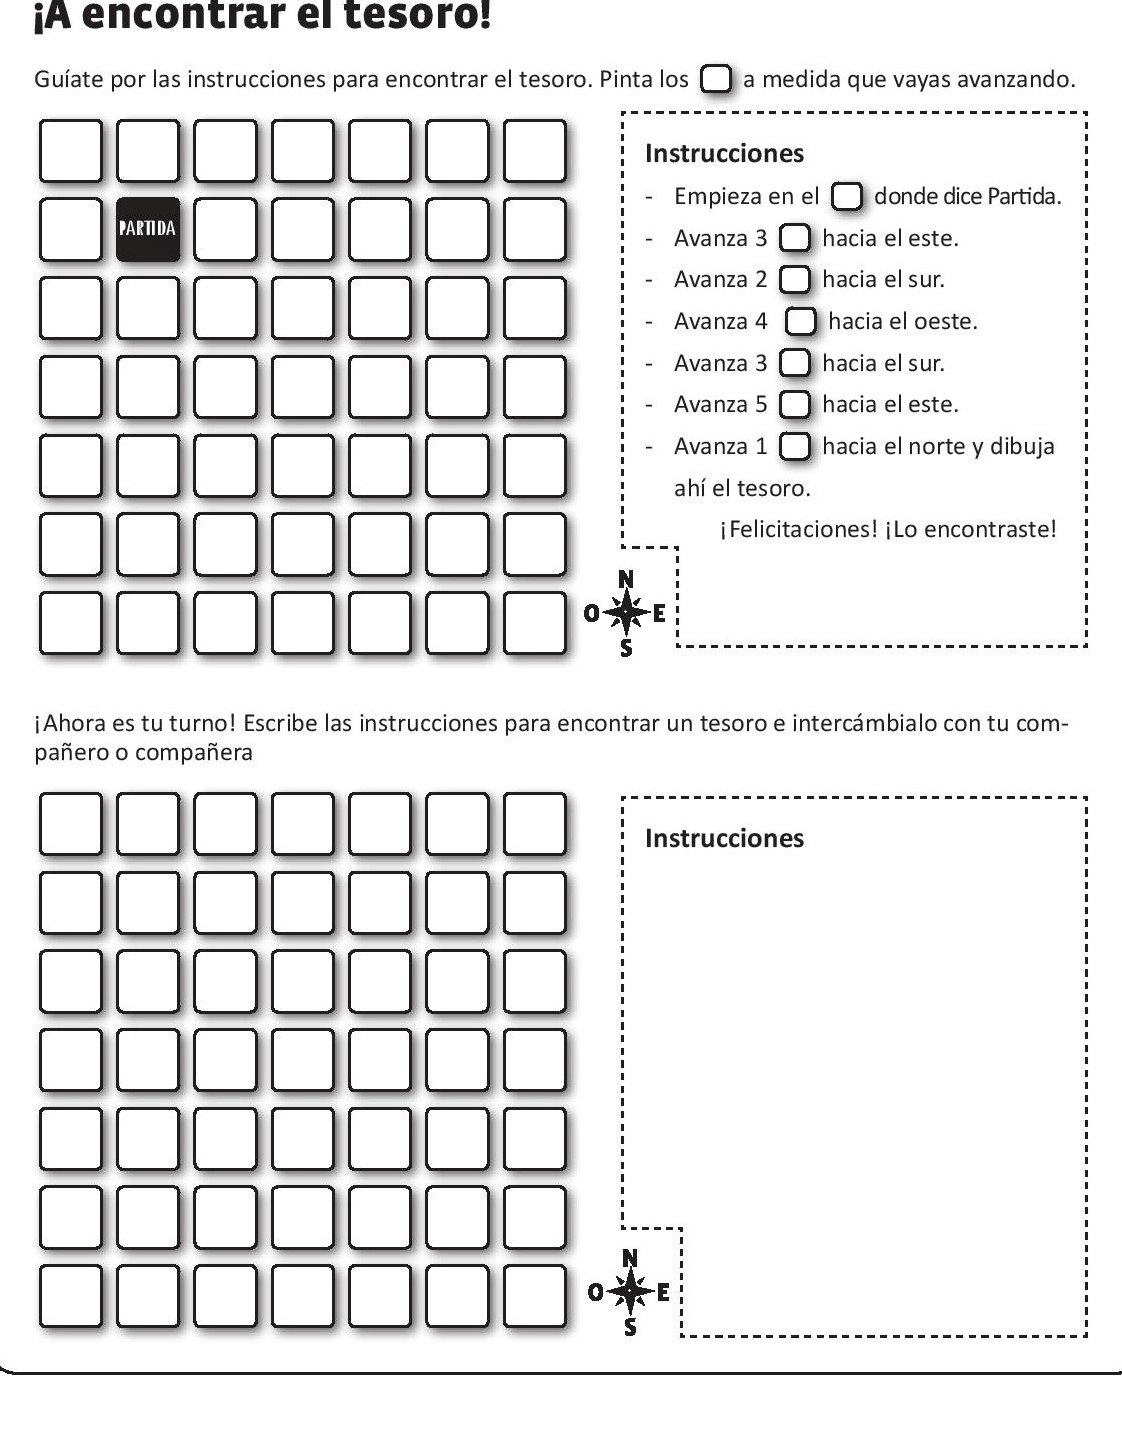 ¡A encontrar el tesoro!
Guíate por las instrucciones para encontrar el tesoro. Pinta los a medida que vayas avanzando.
PARTIDA
Instrucciones
- Empieza en el donde dice Partida.
- Avanza 3 hacia el este.
- Avanza 2 hacia el sur.
- Avanza 4 hacia el oeste.
- Avanza 3 hacia el sur.
- Avanza 5 hacia el este.
- Avanza 1 hacia el norte y dibuja
ahí el tesoro.
¡Felicitaciones! ¡Lo encontraste!
N
O E
S
¡Ahora es tu turno! Escribe las instrucciones para encontrar un tesoro e intercámbialo con tu com-
pañero o compañera
Instrucciones
N
O E
S